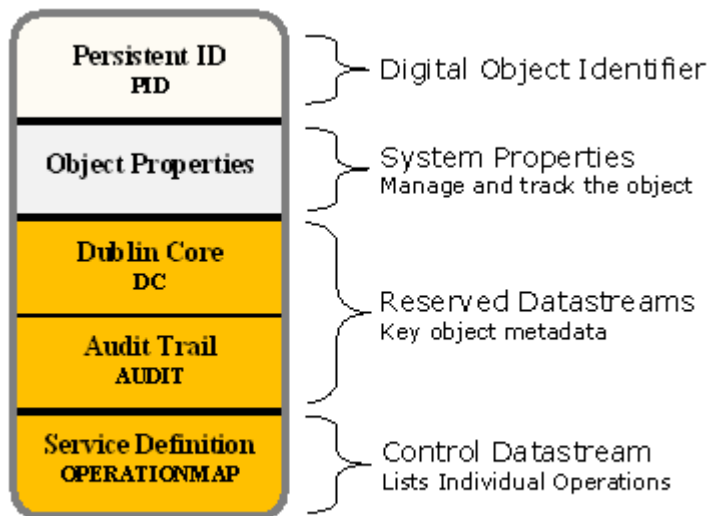 Persistent ID
PID
Digital Object Identifier
Object Properties
System Properties
Manage and track the object
Dublin Core
DC
Audit Trail
AUDIT
Reserved Datastreams
Key object metadata
Service Definition
OPERATIONMAP
Control Datastream
Lists Individual Operations